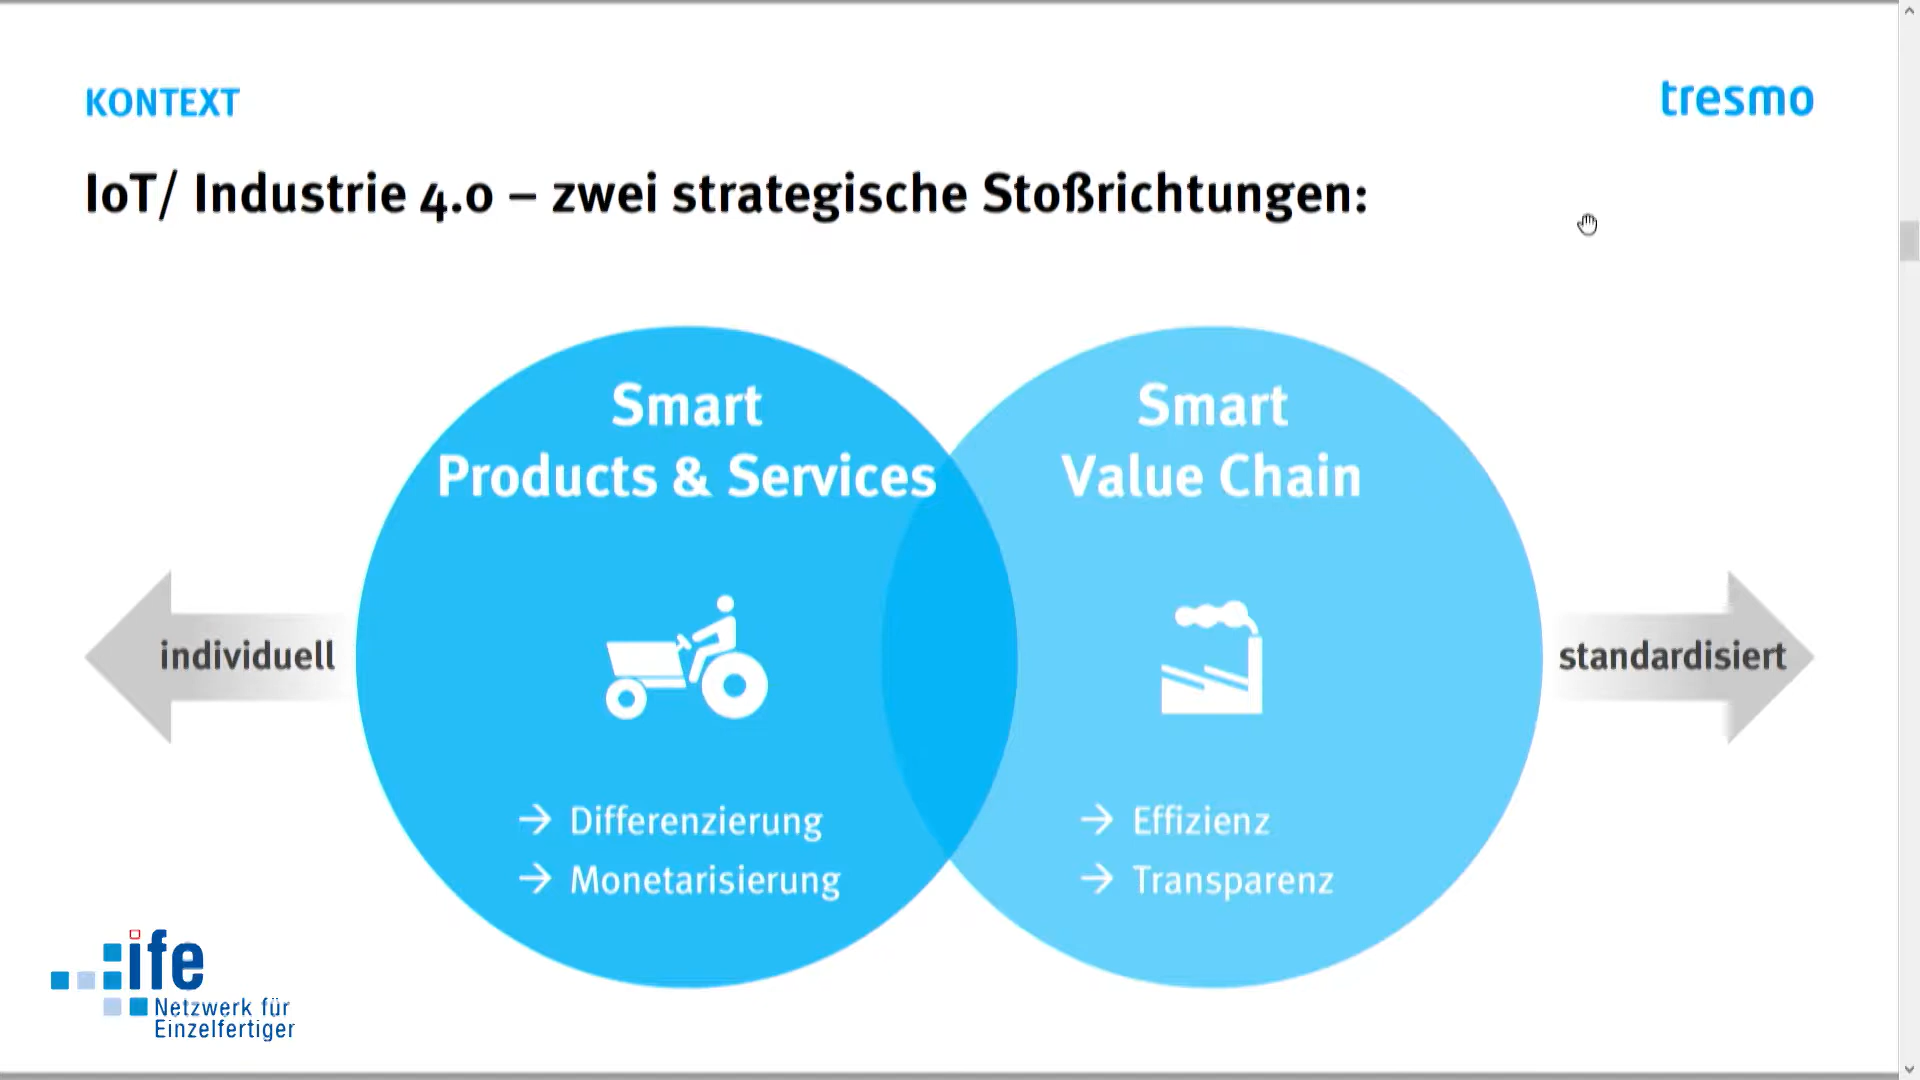 KONTEXT
tresmo
IoT/ Industrie 4.0 – zwei strategische Stoßrichtungen:
Smart
Products & Services
Smart
Value Chain
individuell
standardisiert
→ Differenzierung
→ Monetarisierung
→ Effizienz
→ Transparenz
ife
Netzwerk für
Einzelfertiger